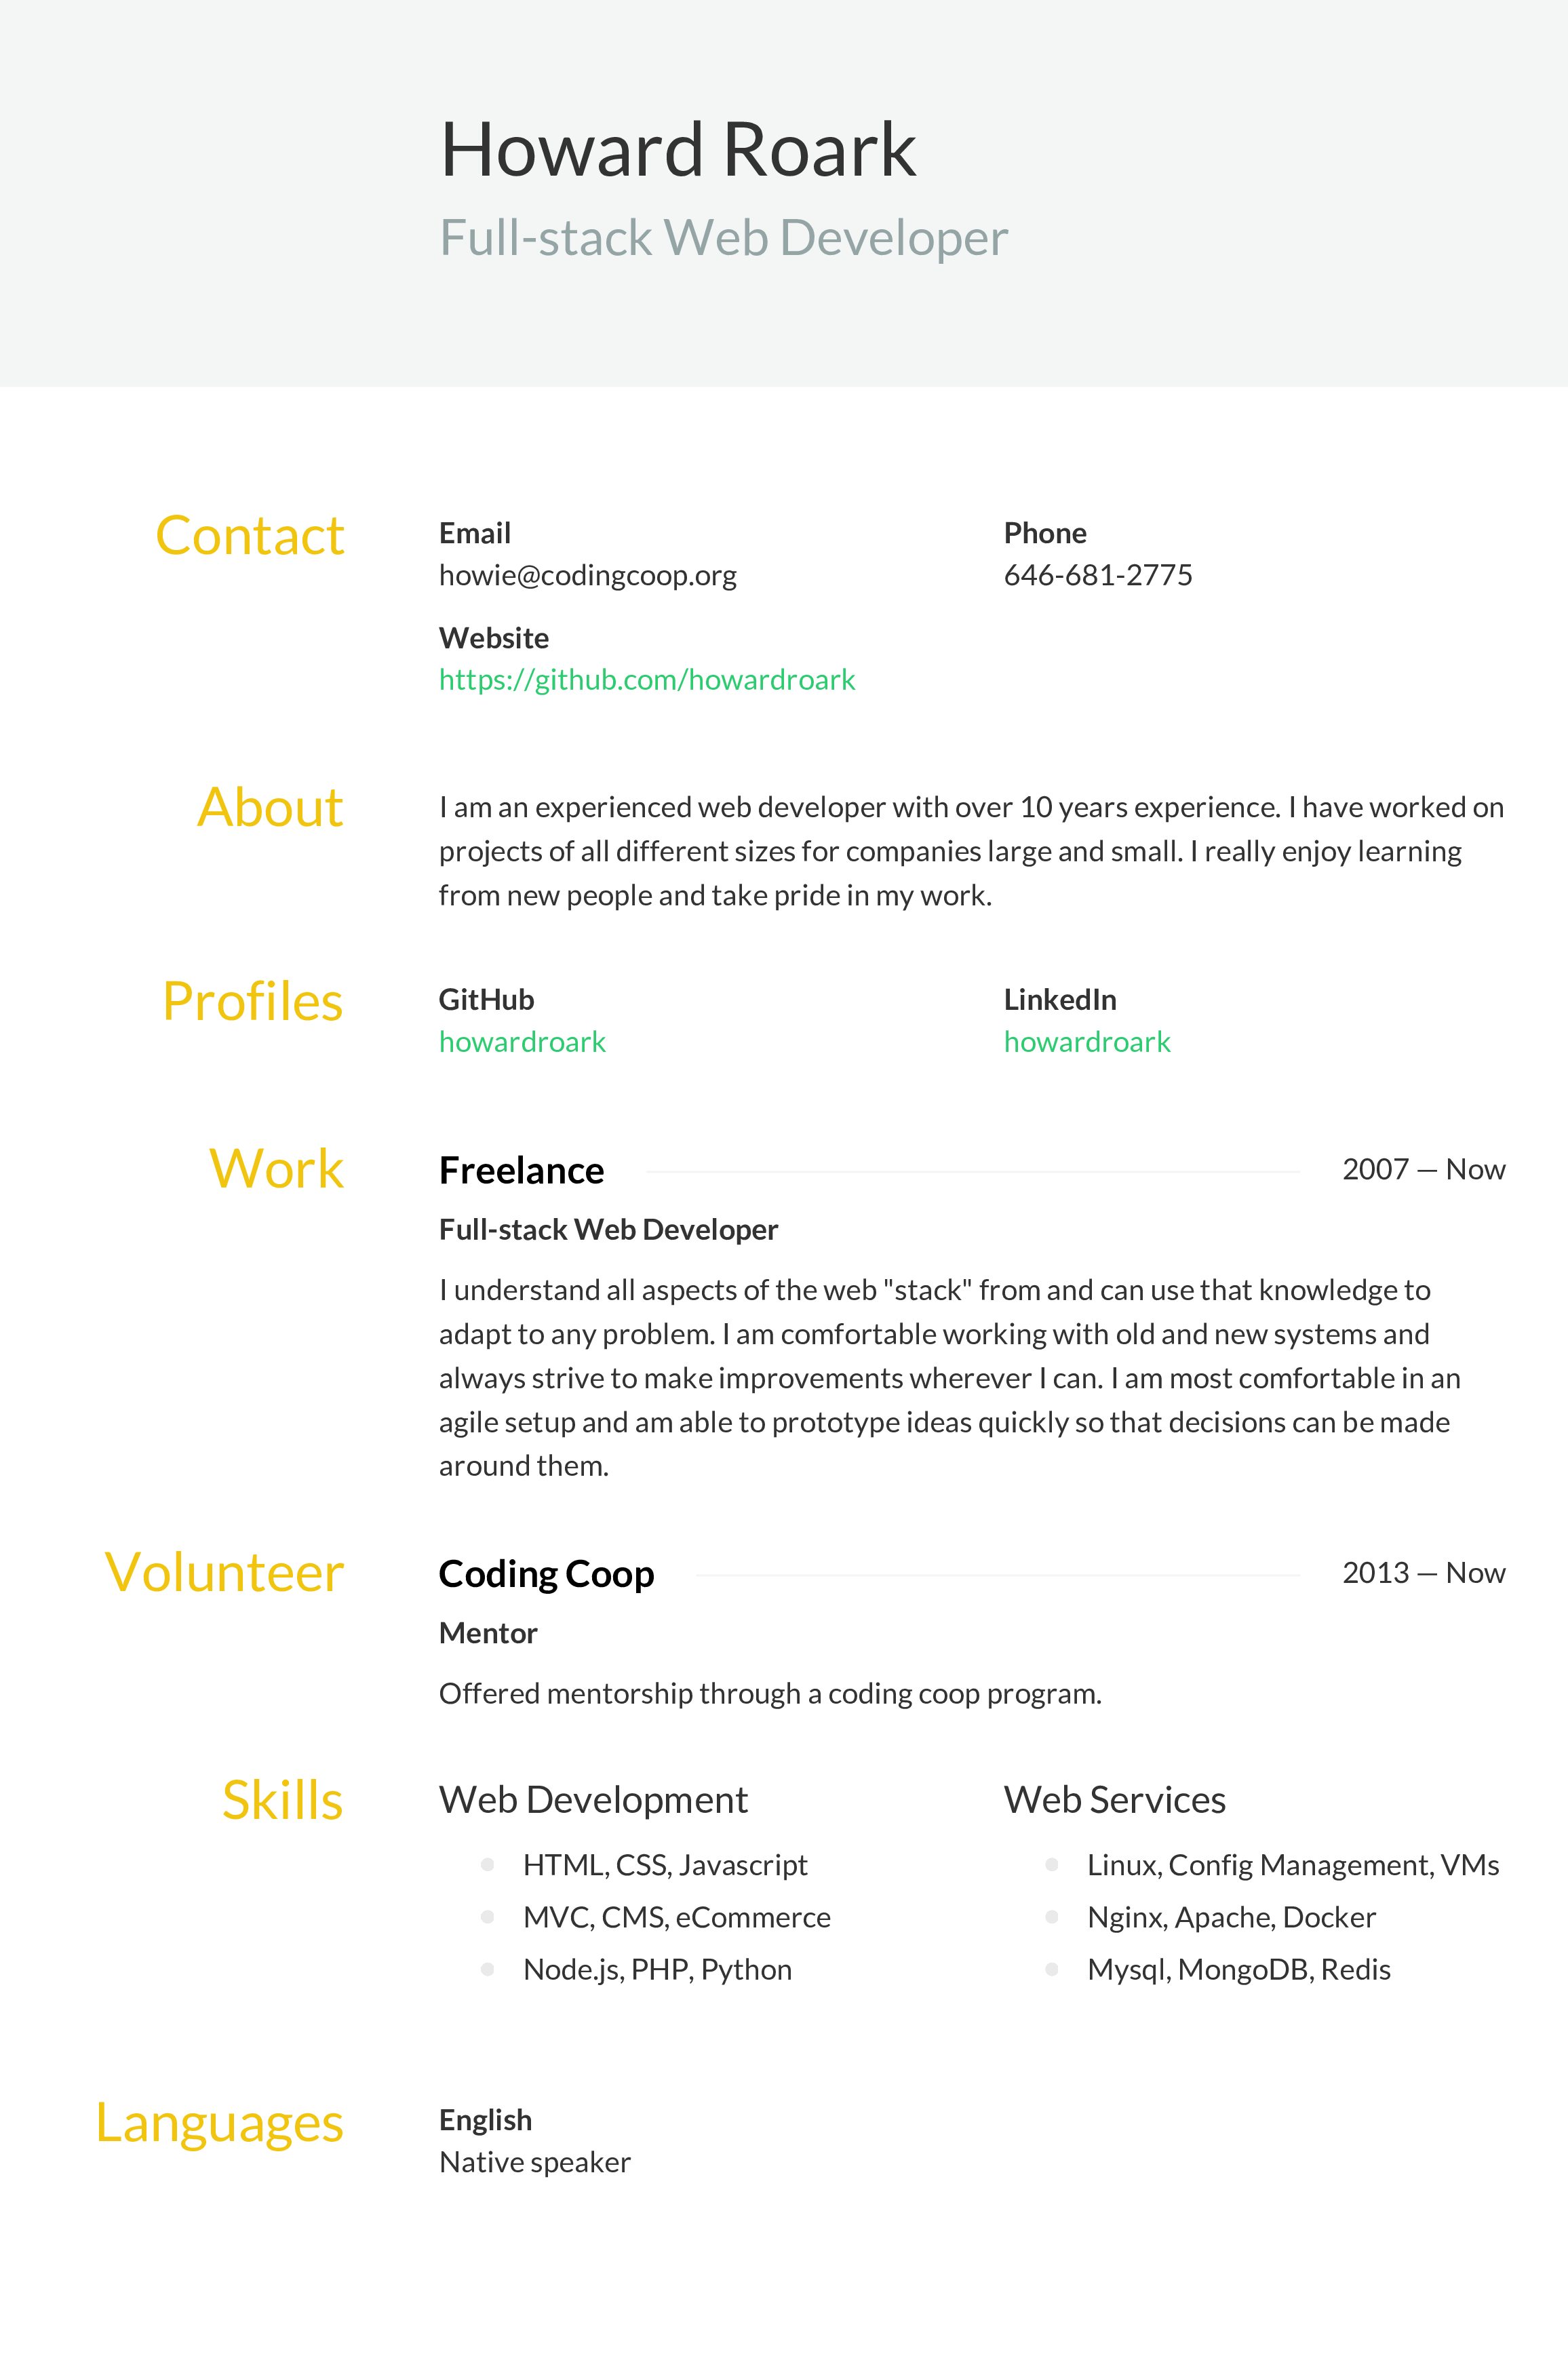 Howard Roark
Full-stack Web Developer
Contact
Email
howie@codingcoop.org
Phone
646-681-2775
Website
https://github.com/howardroark
About
I am an experienced web developer with over 10 years experience. I have worked on
projects of all different sizes for companies large and small. I really enjoy learning
from new people and take pride in my work.
Profiles
GitHub
howardroark
LinkedIn
howardroark
Work
Freelance
2007 — Now
Full-stack Web Developer
I understand all aspects of the web "stack" from and can use that knowledge to
adapt to any problem. I am comfortable working with old and new systems and
always strive to make improvements wherever I can. I am most comfortable in an
agile setup and am able to prototype ideas quickly so that decisions can be made
around them.
Volunteer
Coding Coop
2013 — Now
Mentor
Offered mentorship through a coding coop program.
Skills
Web Development
HTML, CSS, Javascript
MVC, CMS, eCommerce
Node.js, PHP, Python
Web Services
Linux, Config Management, VMs
Nginx, Apache, Docker
Mysql, MongoDB, Redis
Languages
English
Native speaker